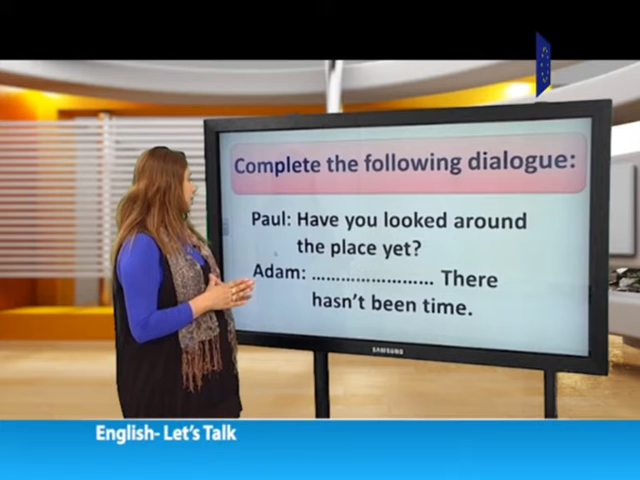 Complete the following dialogue:
Paul: Have you looked around
the place yet?
Adam: ........................ There
hasn't been time.
SAMSUNG
English- Let's Talk